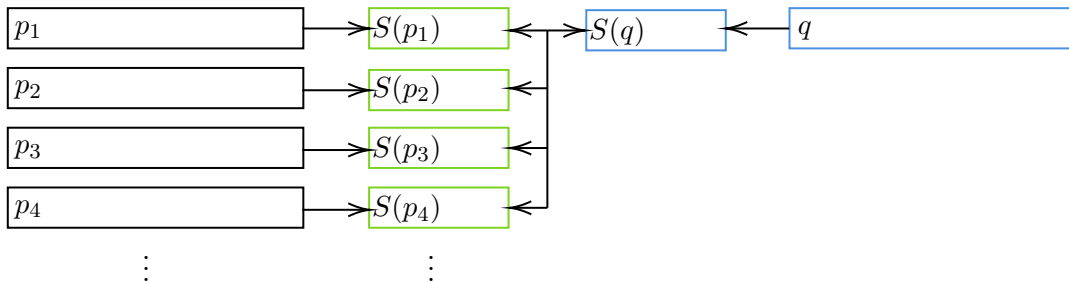 p₁ S(p₁) S(q) q
p₂ S(p₂)
p₃ S(p₃)
p₄ S(p₄)
⋮ ⋮